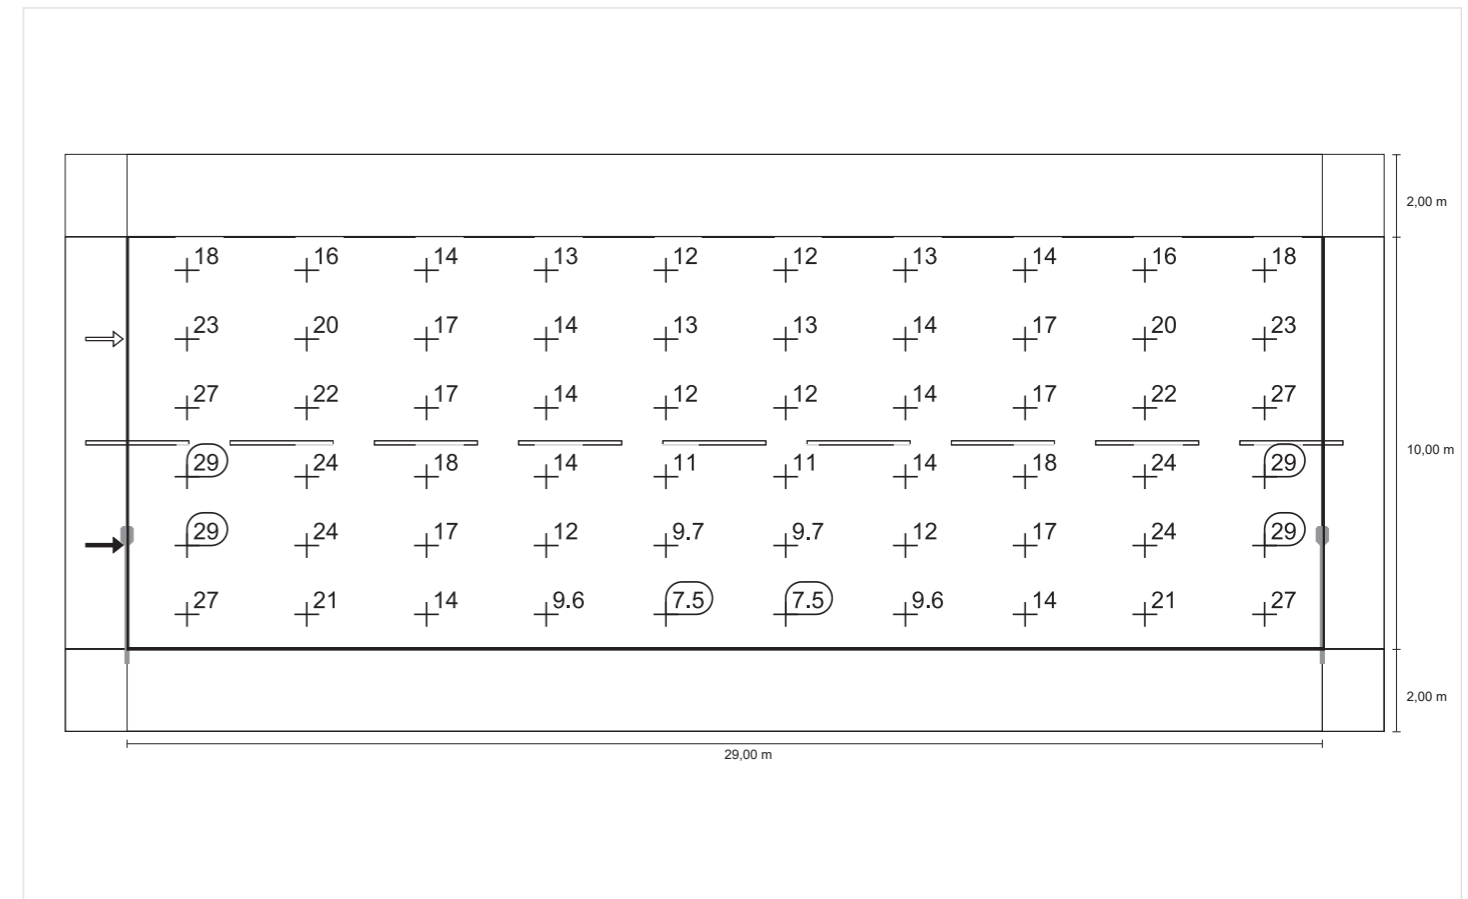 2,00 m
18 16 14 13 12 12 13 14 16 18
23 20 17 14 13 13 14 17 20 23
27 22 17 14 12 12 14 17 22 27
10,00 m
29 24 18 14 11 11 14 18 24 29
29 24 17 12 9.7 9.7 12 17 24 29
27 21 14 9.6 7.5 7.5 9.6 14 21 27
2,00 m
29,00 m